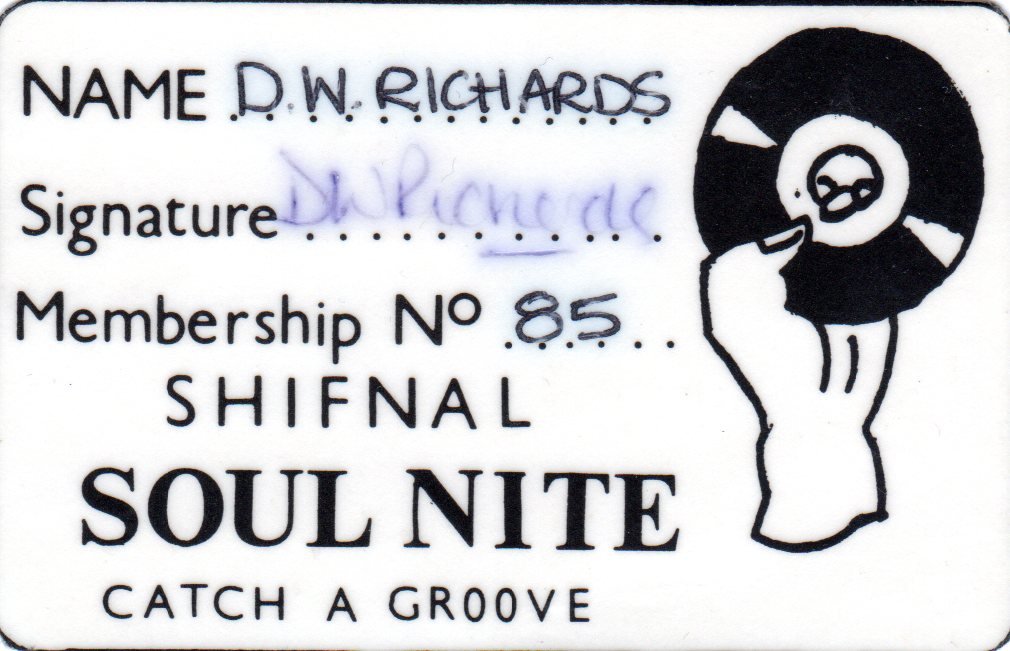 NAME D.W. RICHARDS
Signature DWRichards
Membership Nº 85
SHIFNAL
SOUL NITE
CATCH A GROOVE